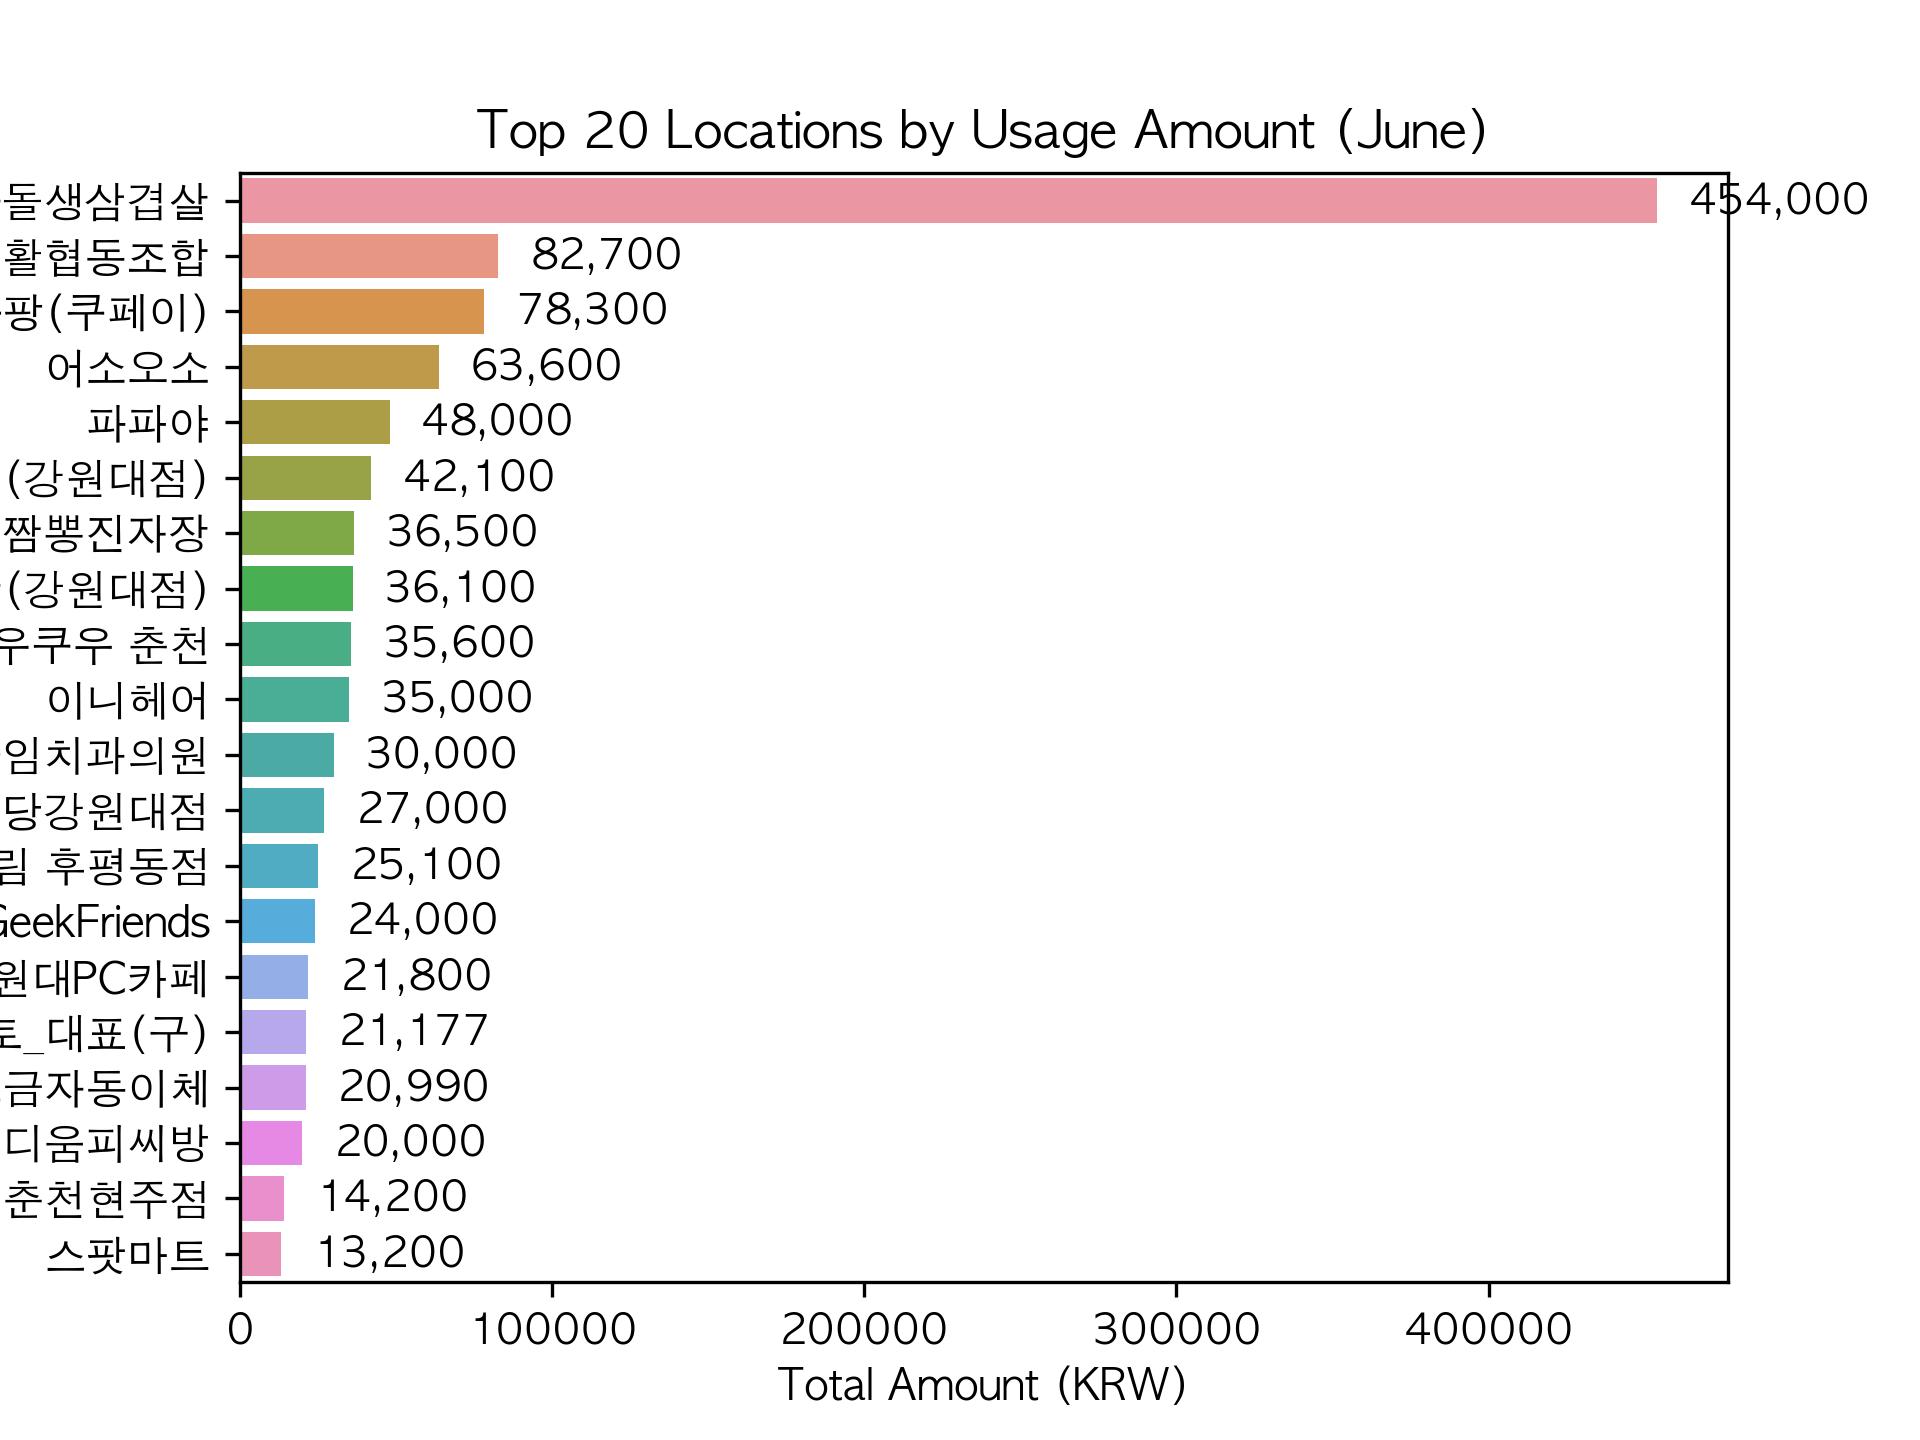 Top 20 Locations by Usage Amount (June)
돌생삼겹살 454,000
활협동조합 82,700
팡(쿠페이) 78,300
어소오소 63,600
파파야 48,000
(강원대점) 42,100
짬뽕진자장 36,500
(강원대점) 36,100
우쿠우 춘천 35,600
이니헤어 35,000
임치과의원 30,000
당강원대점 27,000
림 후평동점 25,100
GeekFriends 24,000
원대PC카페 21,800
토_대표(구) 21,177
금자동이체 20,990
디움피씨방 20,000
춘천현주점 14,200
스팟마트 13,200
0 100000 200000 300000 400000
Total Amount (KRW)